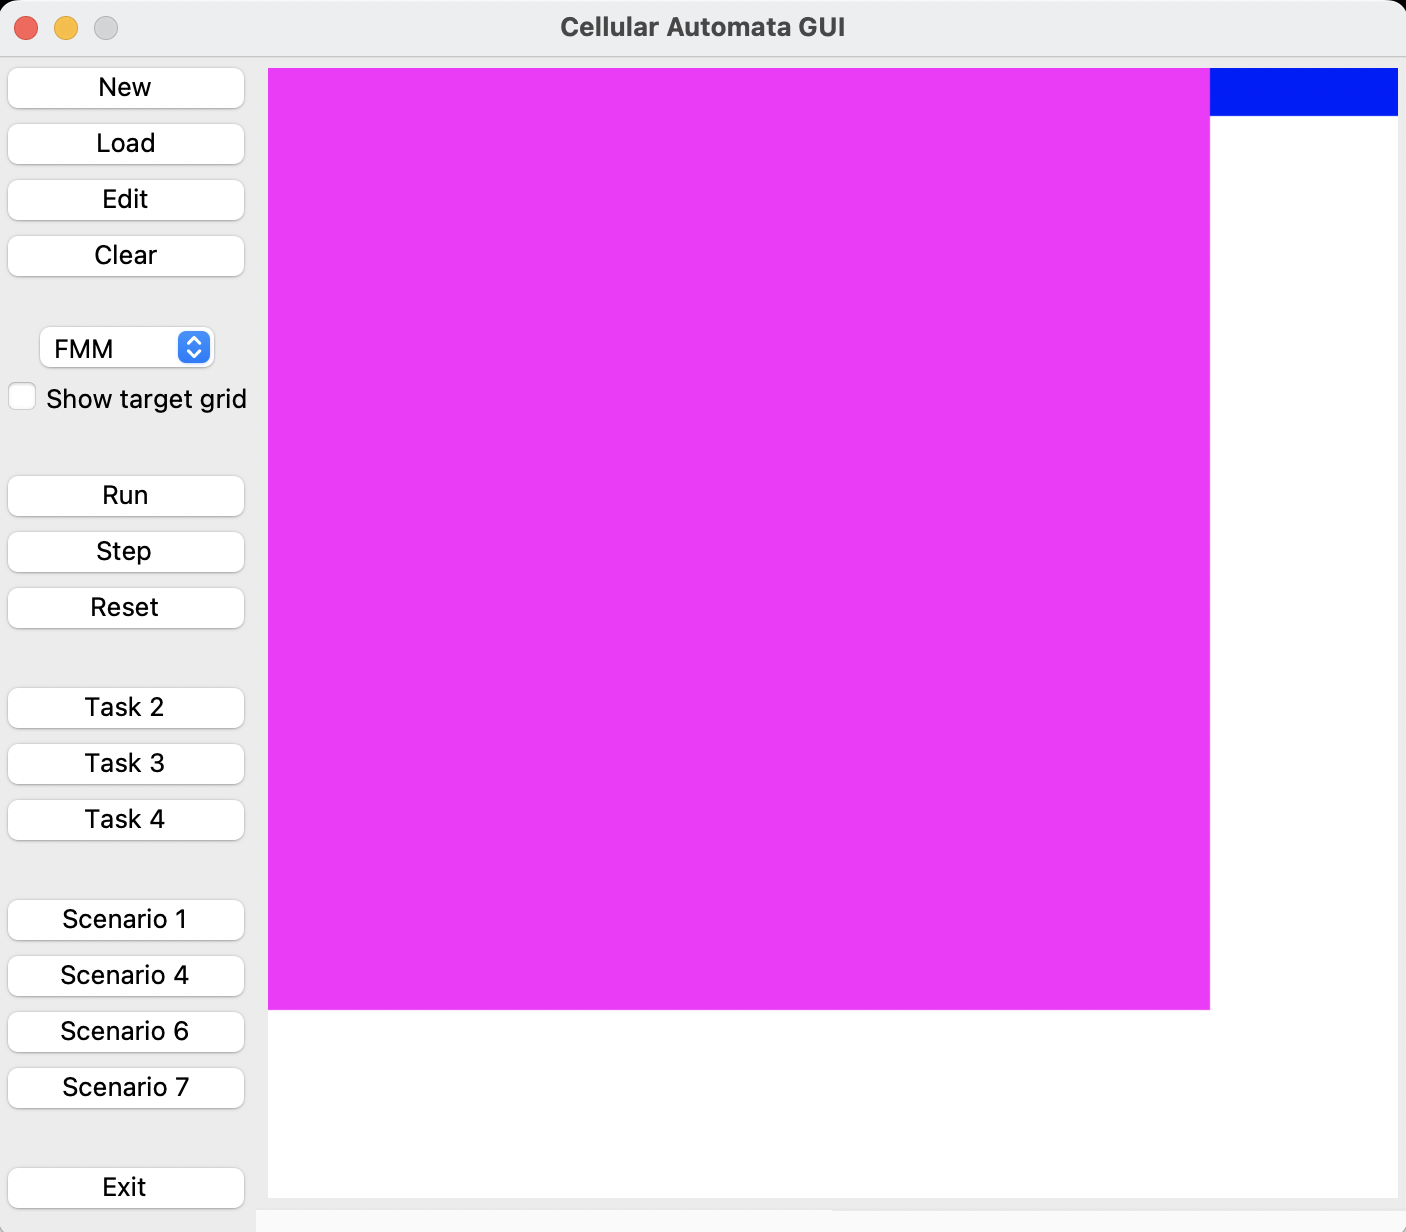 Cellular Automata GUI
New
Load
Edit
Clear
FMM
Show target grid
Run
Step
Reset
Task 2
Task 3
Task 4
Scenario 1
Scenario 4
Scenario 6
Scenario 7
Exit